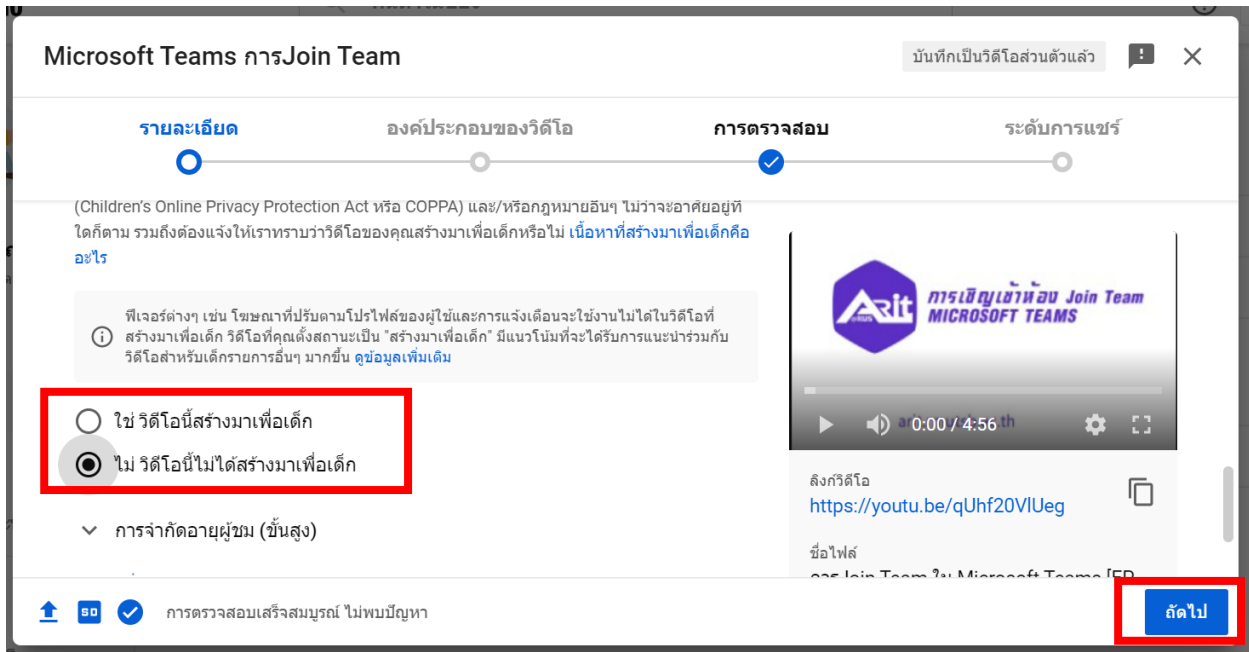 Microsoft Teams การJoin Team
บันทึกเป็นวิดีโอส่วนตัวแล้ว
รายละเอียด
องค์ประกอบของวิดีโอ
การตรวจสอบ
ระดับการแชร์
(Children's Online Privacy Protection Act หรือ COPPA) และ/หรือกฎหมายอื่นๆ ไม่ว่าจะอาศัยอยู่ที่
ใดก็ตาม รวมถึงต้องแจ้งให้เราทราบว่าวิดีโอของคุณสร้างมาเพื่อเด็กหรือไม่ เนื้อหาที่สร้างมาเพื่อเด็กคือ
อะไร
ฟีเจอร์ต่างๆ เช่น โฆษณาที่ปรับตามโปรไฟล์ของผู้ใช้และการแจ้งเตือนจะใช้งานไม่ได้ในวิดีโอที่
สร้างมาเพื่อเด็ก วิดีโอที่คุณตั้งสถานะเป็น "สร้างมาเพื่อเด็ก" มีแนวโน้มที่จะได้รับการแนะนำร่วมกับ
วิดีโอสำหรับเด็กรายการอื่นๆ มากขึ้น ดูข้อมูลเพิ่มเติม
ใช่ วิดีโอนี้สร้างมาเพื่อเด็ก
ไม่ วิดีโอนี้ไม่ได้สร้างมาเพื่อเด็ก
การจำกัดอายุผู้ชม (ขั้นสูง)
Arit
การเชิญเข้าห้อง Join Team
MICROSOFT TEAMS
0:00 / 4:56
ลิงก์วิดีโอ
https://youtu.be/qUhf20VlUeg
ชื่อไฟล์
การ Join Team ใน Microsoft Teams [EP
SD
การตรวจสอบเสร็จสมบูรณ์ ไม่พบปัญหา
ถัดไป